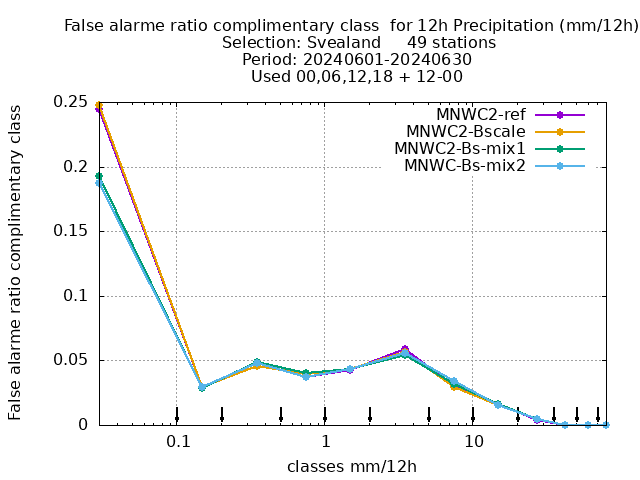 False alarme ratio complimentary class  for 12h Precipitation (mm/12h)
Selection: Svealand     49 stations
Period: 20240601-20240630
Used 00,06,12,18 + 12-00
False alarme ratio complimentary class
0.25
0.2
0.15
0.1
0.05
0
MNWC2-ref
MNWC2-Bscale
MNWC2-Bs-mix1
MNWC-Bs-mix2
0.1
1
10
classes mm/12h